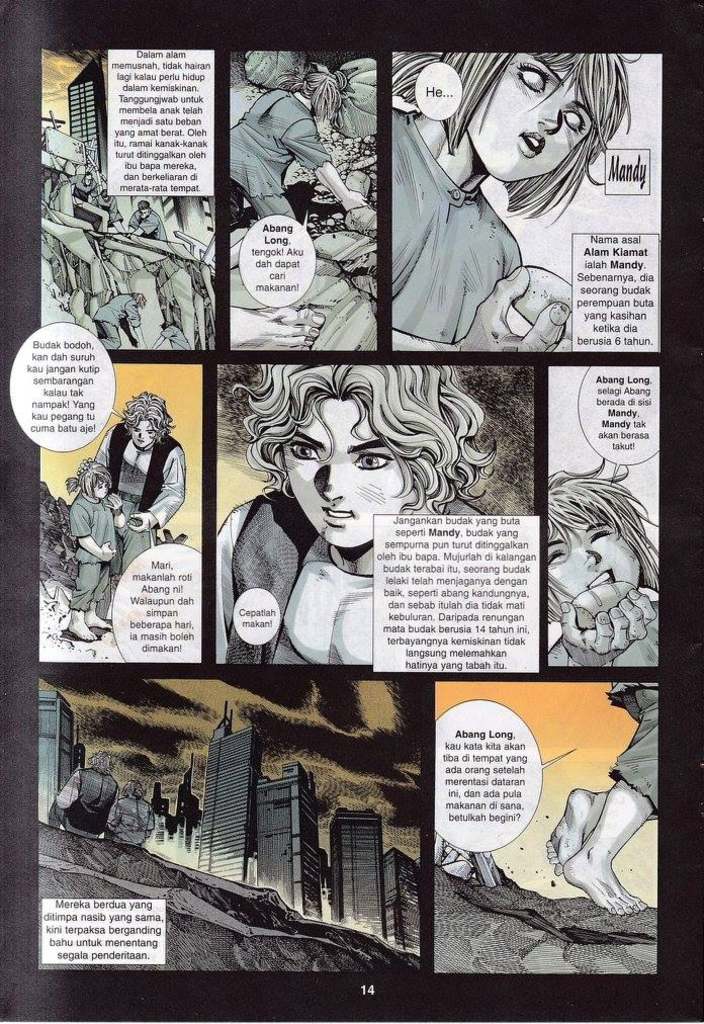 Dalam alam
memusnah, tidak hairan
lagi kalau perlu hidup
dalam kemiskinan.
Tanggungjwab untuk
membela anak telah
menjadi satu beban
yang amat berat. Oleh
itu, ramai kanak-kanak
turut ditinggalkan oleh
ibu bapa mereka,
dan berkeliaran di
merata-rata tempat.
Abang
Long,
tengok! Aku
dah dapat
cari
makanan!
He...
Mandy
Nama asal
Alam Kiamat
ialah Mandy.
Sebenarnya, dia
seorang budak
perempuan buta
yang kasihan
ketika dia
berusia 6 tahun.
Budak bodoh,
kan dah suruh
kau jangan kutip
sembarangan
kalau tak
nampak! Yang
kau pegang tu
cuma batu aje!
Mari,
makanlah roti
Abang ni!
Walaupun dah
simpan
beberapa hari,
ia masih boleh
dimakan!
Cepatlah
makan!
Jangankan budak yang buta
seperti Mandy, budak yang
sempurna pun turut ditinggalkan
oleh ibu bapa. Mujurlah di kalangan
budak terabai itu, seorang budak
lelaki telah menjaganya dengan
baik, seperti abang kandungnya,
dan sebab itulah dia tidak mati
kebuluran. Daripada renungan
mata budak berusia 14 tahun ini,
terbayangnya kemiskinan tidak
langsung melemahkan
hatinya yang tabah itu.
Abang Long,
selagi Abang
berada di sisi
Mandy,
Mandy tak
akan berasa
takut!
Mereka berdua yang
ditimpa nasib yang sama,
kini terpaksa berganding
bahu untuk menentang
segala penderitaan.
Abang Long,
kau kata kita akan
tiba di tempat yang
ada orang setelah
merentasi dataran
ini, dan ada pula
makanan di sana,
betulkah begini?
14